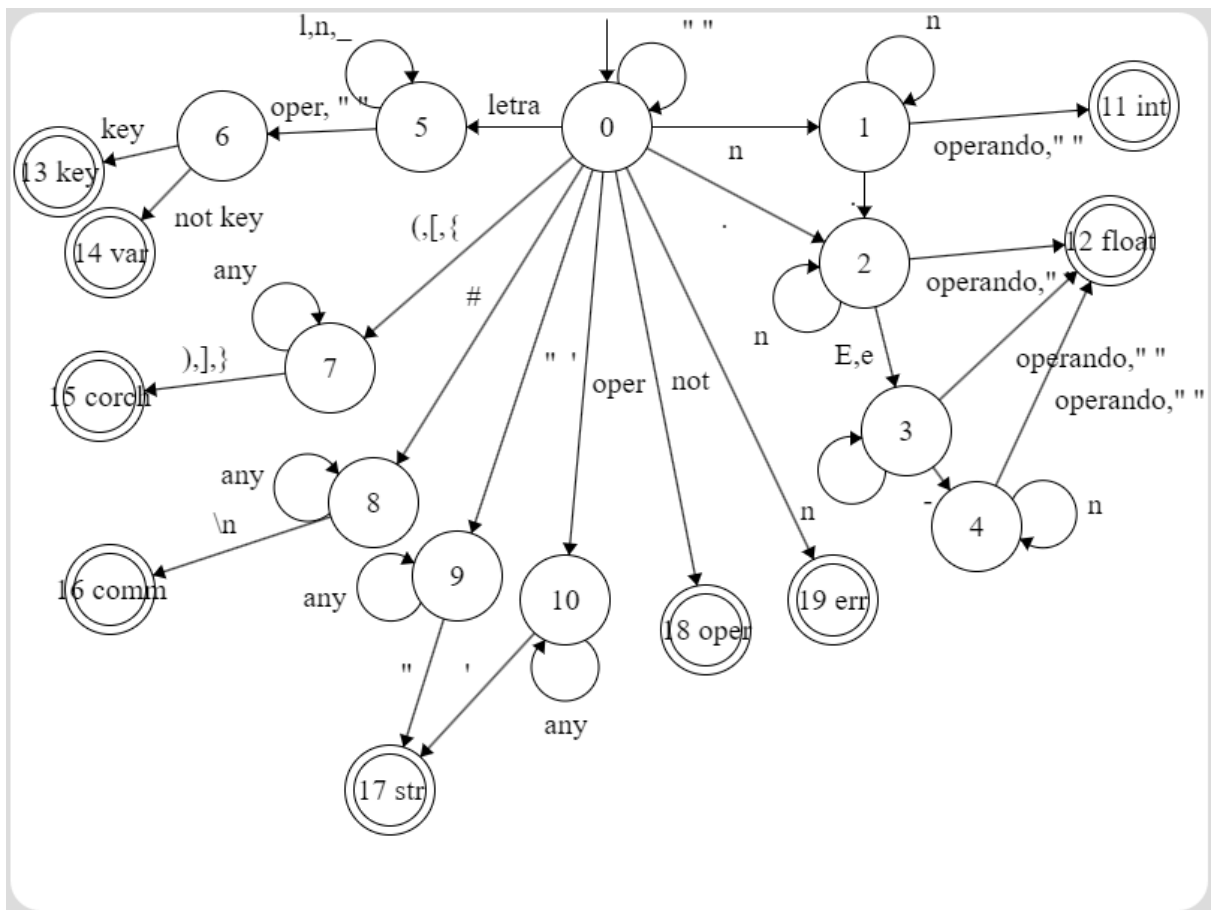 l,n,_
" "
n
letra
0
1
11 int
oper, " "
5
6
key
13 key
n
operando," "
not key
14 var
(,[,{
.
.
2
12 float
any
#
operando,"
n
7
),],}
15 corch
" '
oper
not
E,e
operando," "
operando," "
3
any
8
\n
-
n
4
n
16 comm
9
any
10
18 oper
19 err
"
'
any
17 str